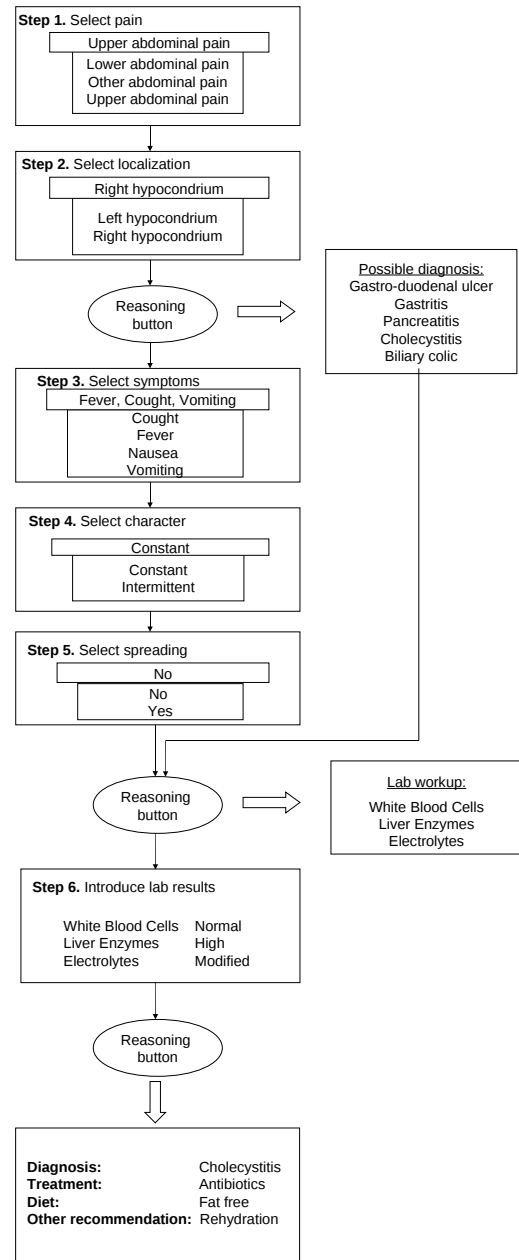 Step 1. Select pain
Upper abdominal pain
Lower abdominal pain
Other abdominal pain
Upper abdominal pain
Step 2. Select localization
Right hypocondrium
Left hypocondrium
Right hypocondrium
Reasoning
button
Possible diagnosis:
Gastro-duodenal ulcer
Gastritis
Pancreatitis
Cholecystitis
Biliary colic
Step 3. Select symptoms
Fever, Cought, Vomiting
Cought
Fever
Nausea
Vomiting
Step 4. Select character
Constant
Constant
Intermittent
Step 5. Select spreading
No
No
Yes
Reasoning
button
Lab workup:
White Blood Cells
Liver Enzymes
Electrolytes
Step 6. Introduce lab results
White Blood Cells Normal
Liver Enzymes High
Electrolytes Modified
Reasoning
button
Diagnosis: Cholecystitis
Treatment: Antibiotics
Diet: Fat free
Other recommendation: Rehydration